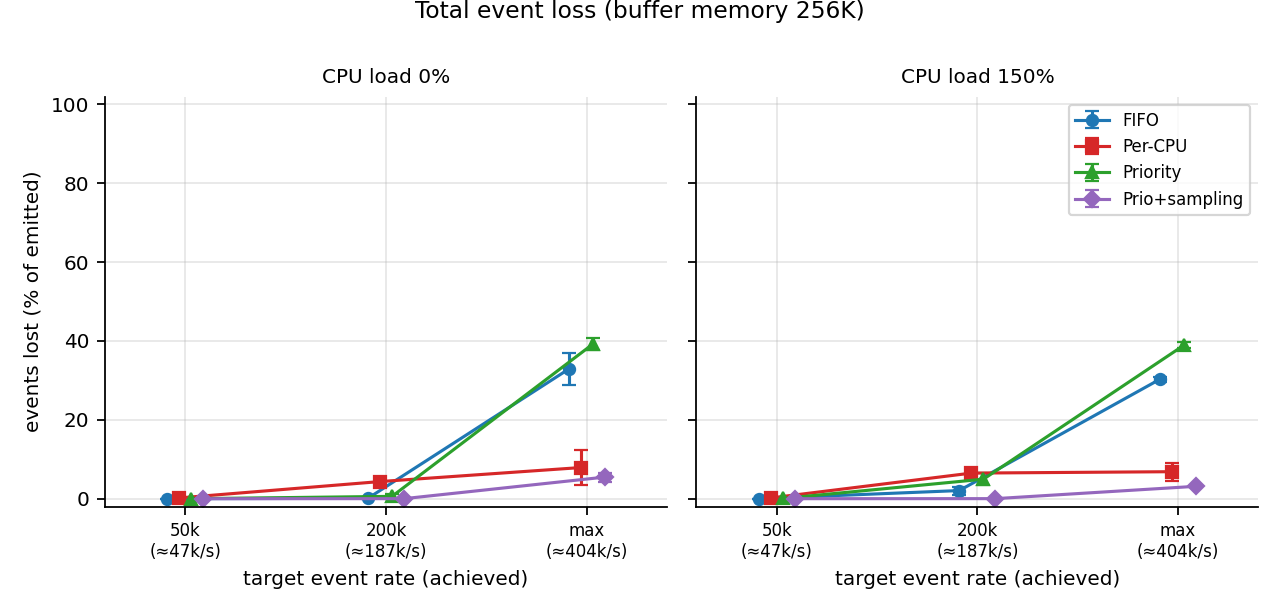 Total event loss (buffer memory 256K)
CPU load 0%
CPU load 150%
events lost (% of emitted)
100
80
60
40
20
0
FIFO
Per-CPU
Priority
Prio+sampling
50k
(≈47k/s)
200k
(≈187k/s)
max
(≈404k/s)
50k
(≈47k/s)
200k
(≈187k/s)
max
(≈404k/s)
target event rate (achieved)
target event rate (achieved)